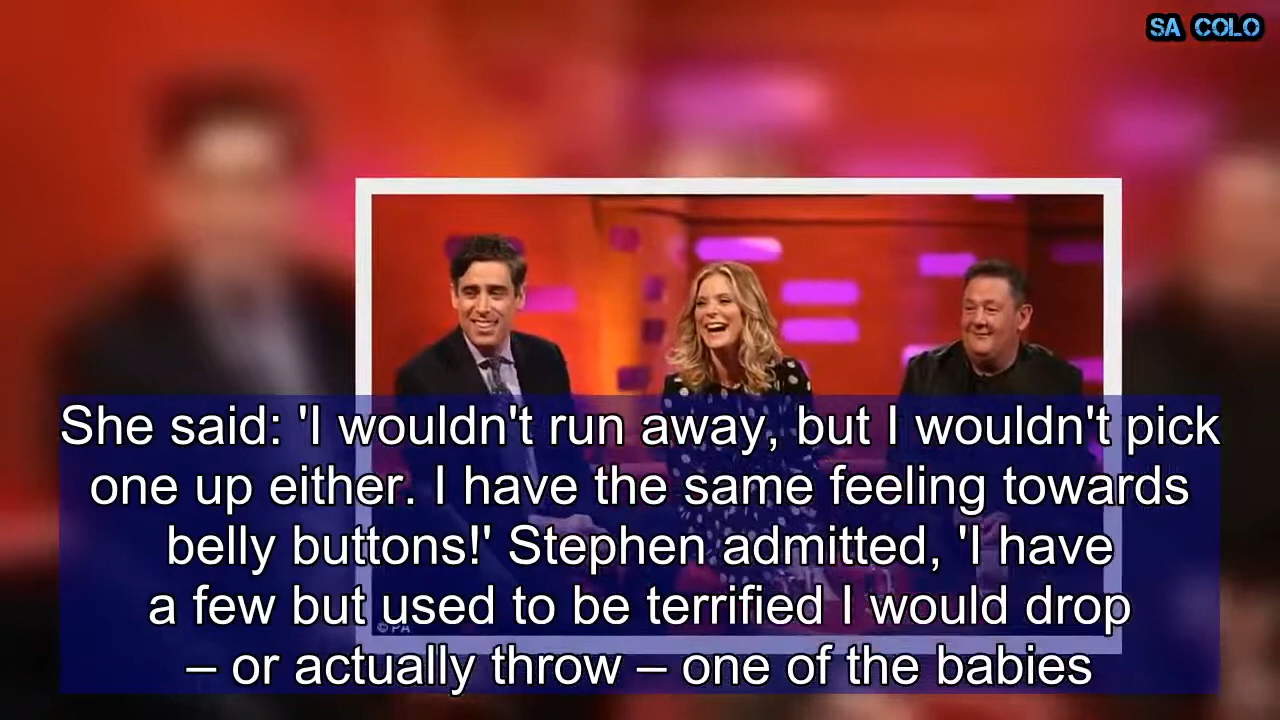 SA COLO
She said: 'I wouldn't run away, but I wouldn't pick
one up either. I have the same feeling towards
belly buttons!' Stephen admitted, 'I have
a few but used to be terrified I would drop
– or actually throw – one of the babies
© PA